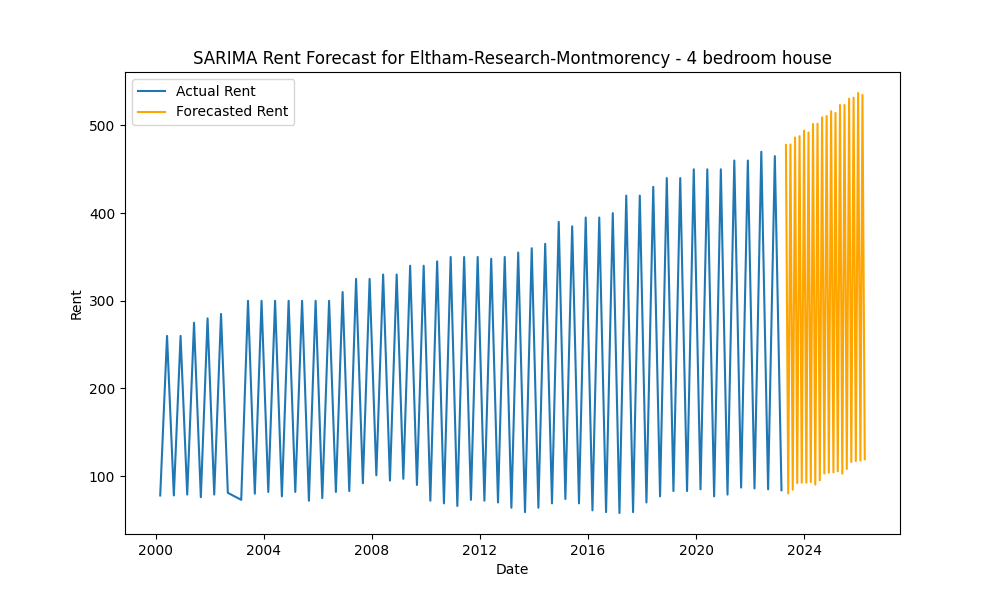 SARIMA Rent Forecast for Eltham-Research-Montmorency - 4 bedroom house
Actual Rent
Forecasted Rent
500
400
300
200
100
Rent
2000 2004 2008 2012 2016 2020 2024
Date